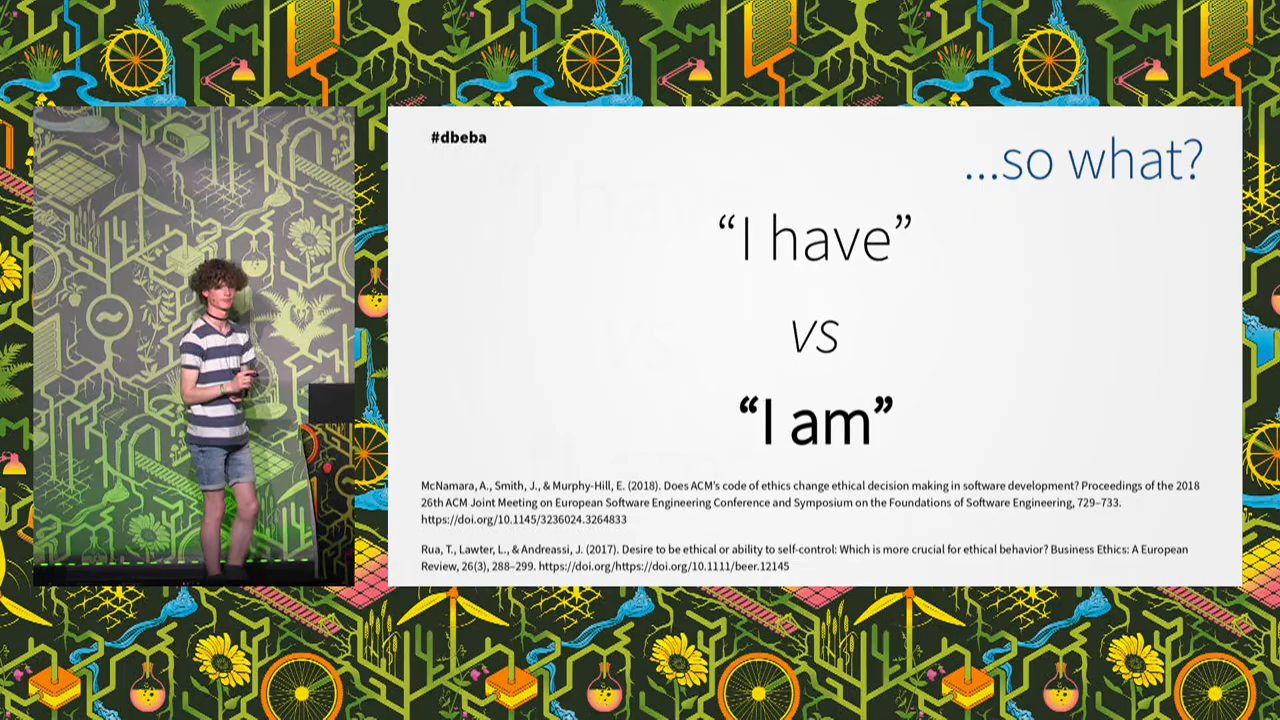 #dbeba
...so what?
“I have”
vs
“I am”
McNamara, A., Smith, J., & Murphy-Hill, E. (2018). Does ACM’s code of ethics change ethical decision making in software development? Proceedings of the 2018
26th ACM Joint Meeting on European Software Engineering Conference and Symposium on the Foundations of Software Engineering, 729–733.
https://doi.org/10.1145/3236024.3264833
Rua, T., Lawter, L., & Andreassi, J. (2017). Desire to be ethical or ability to self-control: Which is more crucial for ethical behavior? Business Ethics: A European
Review, 26(3), 288–299. https://doi.org/https://doi.org/10.1111/beer.12145